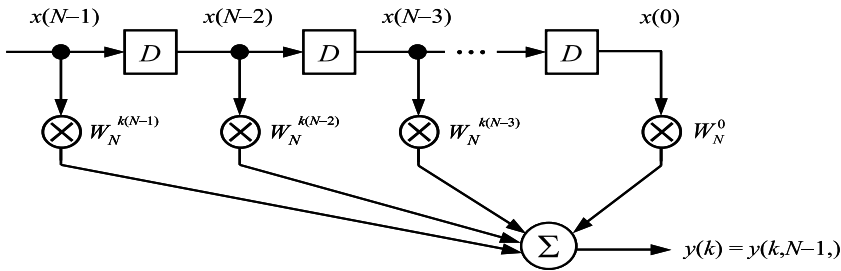 x(N–1) x(N–2) x(N–3) x(0)
D D ... D
W_N^{k(N–1)} W_N^{k(N–2)} W_N^{k(N–3)} W_N^0
Σ y(k) = y(k,N–1,)